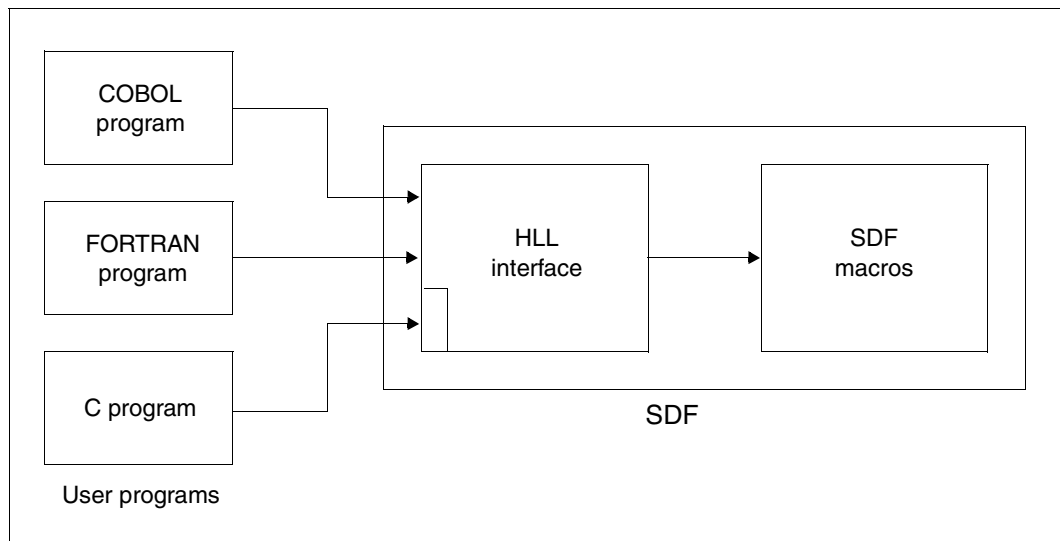 COBOL
program
FORTRAN
program
C program
User programs
HLL
interface
SDF
macros
SDF